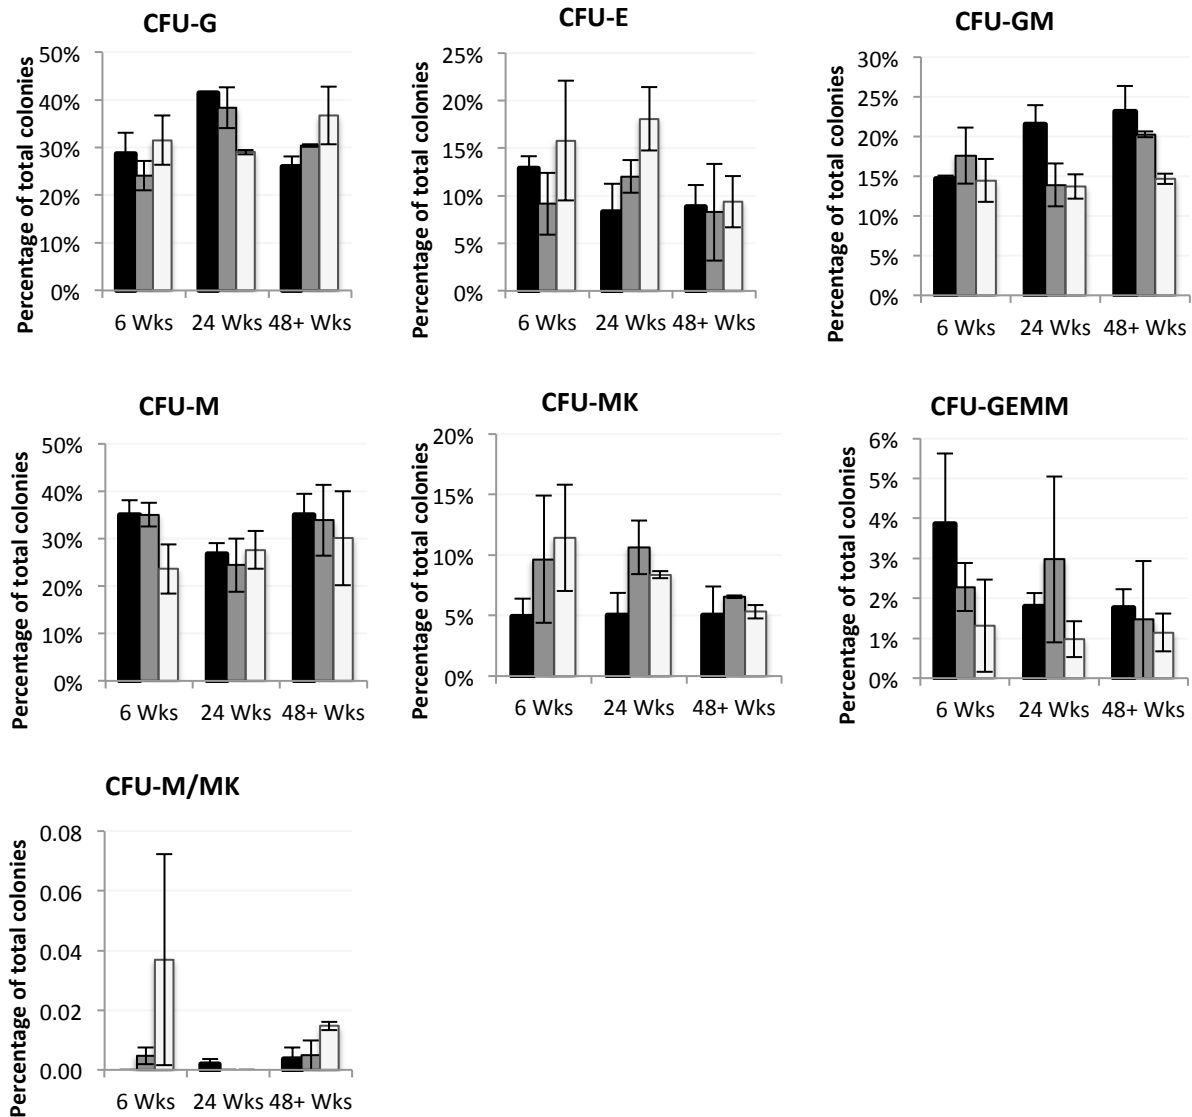 CFU-G
Percentage of total colonies
50%
40%
30%
20%
10%
0%
6 Wks 24 Wks 48+ Wks
CFU-E
Percentage of total colonies
25%
20%
15%
10%
5%
0%
6 Wks 24 Wks 48+ Wks
CFU-GM
Percentage of total colonies
30%
25%
20%
15%
10%
5%
0%
6 Wks 24 Wks 48+ Wks
CFU-M
Percentage of total colonies
50%
40%
30%
20%
10%
0%
6 Wks 24 Wks 48+ Wks
CFU-MK
Percentage of total colonies
20%
15%
10%
5%
0%
6 Wks 24 Wks 48+ Wks
CFU-GEMM
Percentage of total colonies
6%
5%
4%
3%
2%
1%
0%
6 Wks 24 Wks 48+ Wks
CFU-M/MK
Percentage of total colonies
0.08
0.06
0.04
0.02
0.00
6 Wks 24 Wks 48+ Wks